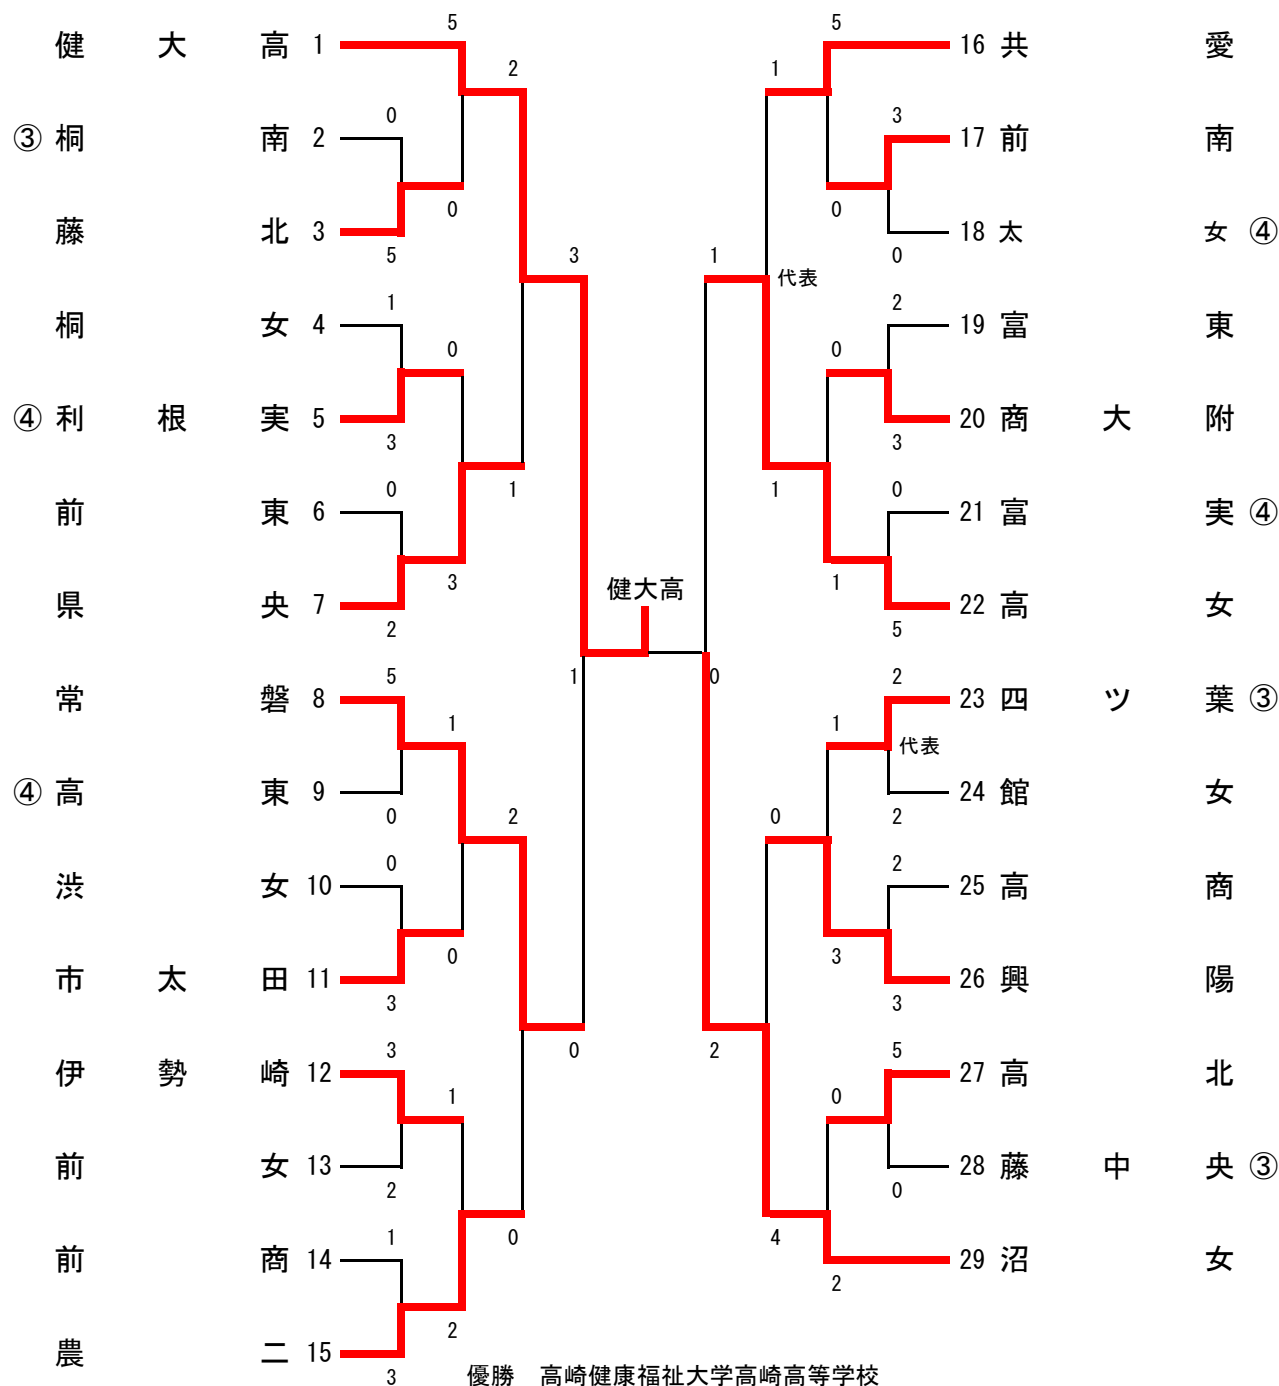 健大高 1
③ 桐南 2
藤北 3
桐女 4
④ 利根実 5
前東 6
県央 7
常磐 8
④ 高東 9
渋女 10
市太田 11
伊勢崎 12
前女 13
前商 14
農二 15
5
0
5
1
3
0
2
5
0
0
3
3
2
1
3
0
0
3
1
0
1
2
2
1
2
0
3
0
1
健大高
0
1
代表
2
1
1
0
4
5
0
0
1
1
代表
3
0
2
3
0
2
3
0
5
2
2
2
3
5
0
16 共愛
17 前南
18 太女 ④
19 富東
20 商大附
21 富実 ④
22 高女
23 四ツ葉 ③
24 館女
25 高商
26 興陽
27 高北
28 藤中央 ③
29 沼女
優勝 高崎健康福祉大学高崎高等学校